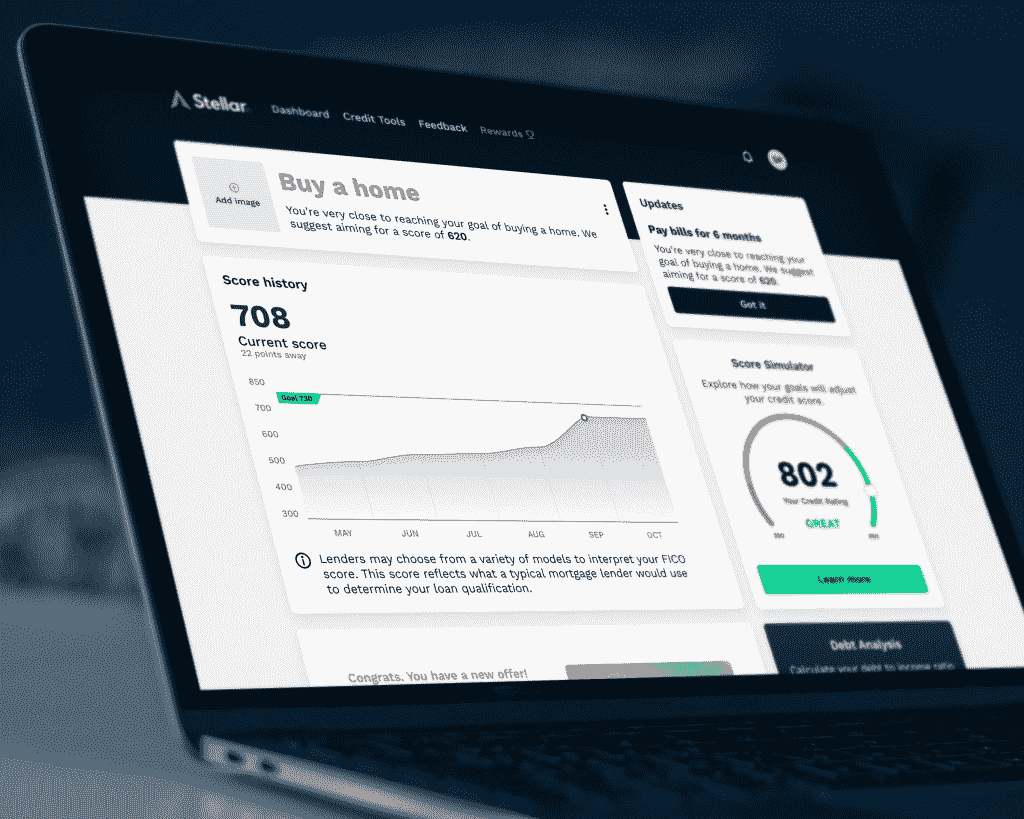 Stellar
Dashboard
Credit Tools
Feedback
Rewards
Add image
Buy a home
You're very close to reaching your goal of buying a home. We
suggest aiming for a score of 620.
Updates
Pay bills for 6 months
You're very close to reaching your
goal of buying a home. We suggest
aiming for a score of 620.
Got it
Score history
708
Current score
22 points away
850
Goal 730
700
600
500
400
300
MAY
JUN
JUL
AUG
SEP
OCT
Lenders may choose from a variety of models to interpret your FICO
score. This score reflects what a typical mortgage lender would use
to determine your loan qualification.
Score Simulator
Explore how your goals will adjust
your credit score.
802
Your Credit Rating
GREAT
Learn more
Congrats. You have a new offer!
Debt Analysis
Calculate your debt to income ratio